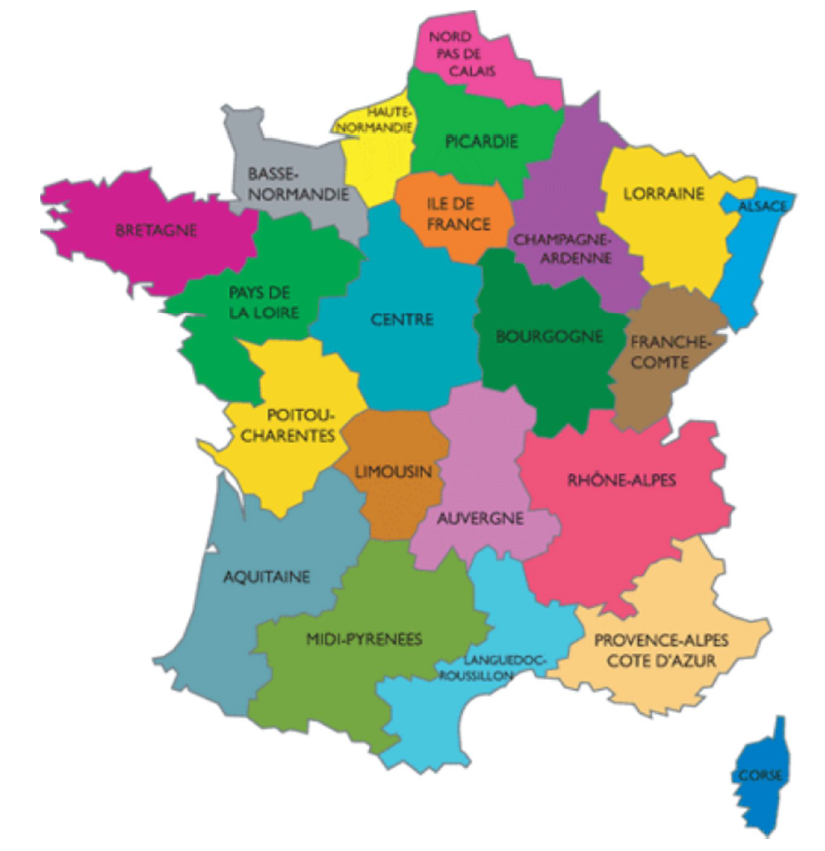 NORD
PAS DE
CALAIS
HAUTE-
NORMANDIE
PICARDIE
BASSE-
NORMANDIE
ILE DE
FRANCE
LORRAINE
ALSACE
BRETAGNE
CHAMPAGNE-
ARDENNE
PAYS DE
LA LOIRE
CENTRE
BOURGOGNE
FRANCHE-
COMTE
POITOU-
CHARENTES
LIMOUSIN
RHÔNE-ALPES
AUVERGNE
AQUITAINE
MIDI-PYRENEES
LANGUEDOC-
ROUSSILLON
PROVENCE-ALPES
COTE D'AZUR
CORSE